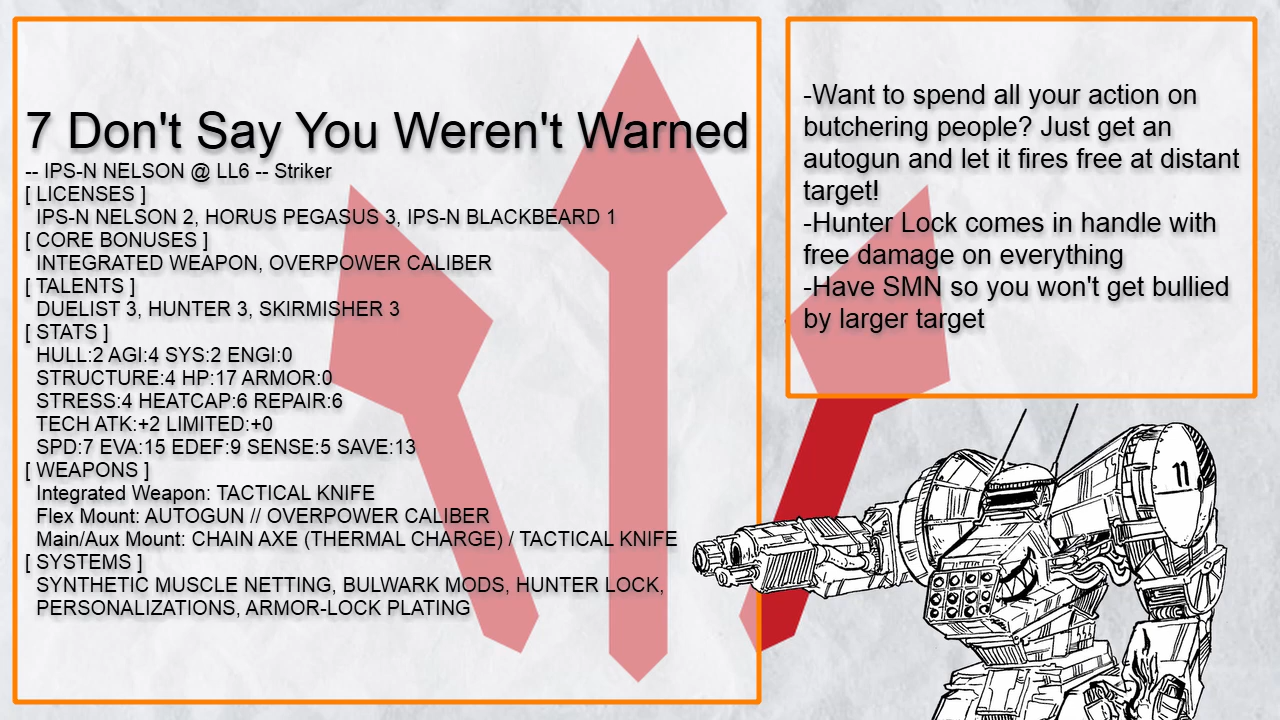 7 Don't Say You Weren't Warned
-- IPS-N NELSON @ LL6 -- Striker
[ LICENSES ]
IPS-N NELSON 2, HORUS PEGASUS 3, IPS-N BLACKBEARD 1
[ CORE BONUSES ]
INTEGRATED WEAPON, OVERPOWER CALIBER
[ TALENTS ]
DUELIST 3, HUNTER 3, SKIRMISHER 3
[ STATS ]
HULL:2 AGI:4 SYS:2 ENGI:0
STRUCTURE:4 HP:17 ARMOR:0
STRESS:4 HEATCAP:6 REPAIR:6
TECH ATK:+2 LIMITED:+0
SPD:7 EVA:15 EDEF:9 SENSE:5 SAVE:13
[ WEAPONS ]
Integrated Weapon: TACTICAL KNIFE
Flex Mount: AUTOGUN // OVERPOWER CALIBER
Main/Aux Mount: CHAIN AXE (THERMAL CHARGE) / TACTICAL KNIFE
[ SYSTEMS ]
SYNTHETIC MUSCLE NETTING, BULWARK MODS, HUNTER LOCK,
PERSONALIZATIONS, ARMOR-LOCK PLATING
-Want to spend all your action on
butchering people? Just get an
autogun and let it fires free at distant
target!
-Hunter Lock comes in handle with
free damage on everything
-Have SMN so you won't get bullied
by larger target
11